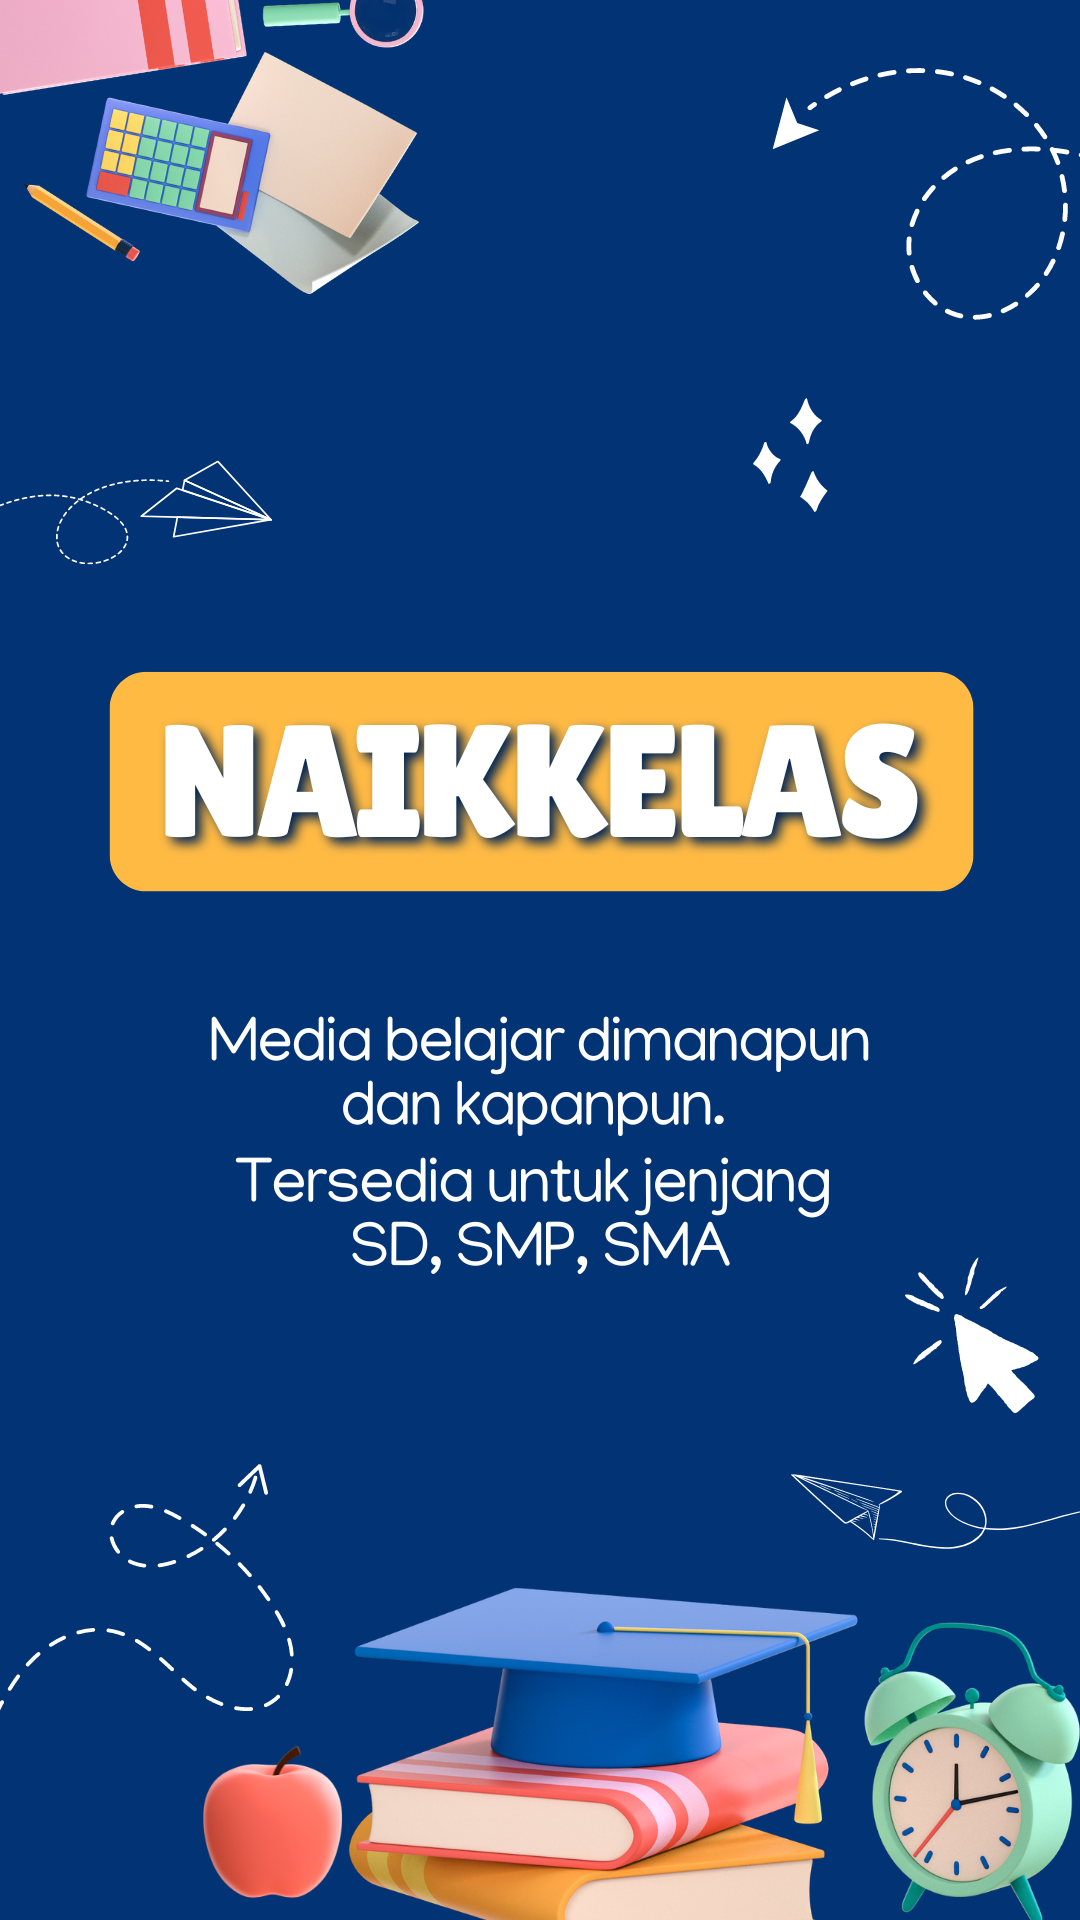 NAIKKELAS
Media belajar dimanapun
dan kapanpun.
Tersedia untuk jenjang
SD, SMP, SMA